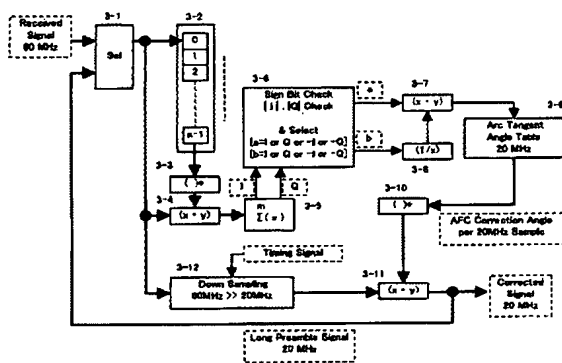 3-1
3-2
Received
Signal
80 MHz
Sel
0
1
2
n-1
3-3
( )*
3-4
(x · y)
I
Q
m
Σ(x)
3-5
3-6
Sign Bit Check
|I|, |Q| Check
& Select
[a=I or Q or -I or -Q]
[b=I or Q or -I or -Q]
a
b
3-7
(x · y)
(1/x)
3-8
3-9
Arc Tangent
Angle Table
20 MHz
3-10
( )*
AFC Correction Angle
per 20MHz Sample
Timing Signal
3-12
Down Sampling
80MHz >> 20MHz
3-11
(x · y)
Corrected
Signal
20 MHz
Long Preamble Signal
20 MHz